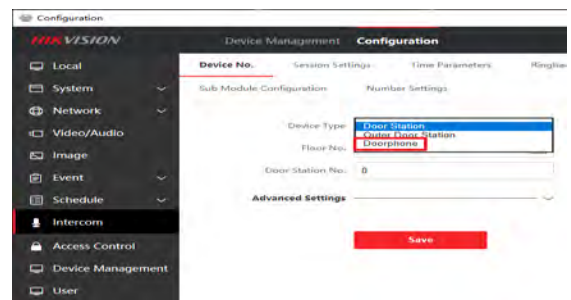 Configuration
HIKVISION
Device Management Configuration
Local
System
Network
Video/Audio
Image
Event
Schedule
Intercom
Access Control
Device Management
User
Device No. Session Settings Time Parameters
Sub Module Configuration Number Settings
Device Type Door Station
Outer Door Station
Floor No. Doorphone
Door Station No. 0
Advanced Settings
Save